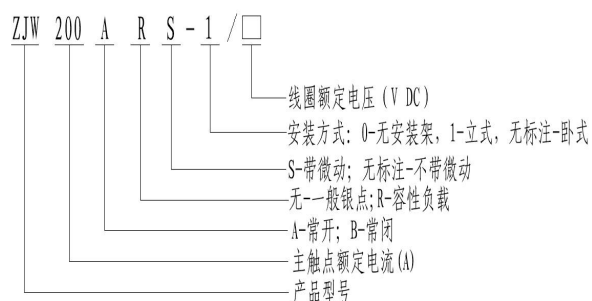 ZJW 200 A R S - 1 / □
线圈额定电压 (V DC)
安装方式: 0-无安装架, 1-立式, 无标注-卧式
S-带微动; 无标注-不带微动
无-一般银点;R-容性负载
A-常开; B-常闭
主触点额定电流(A)
产品型号